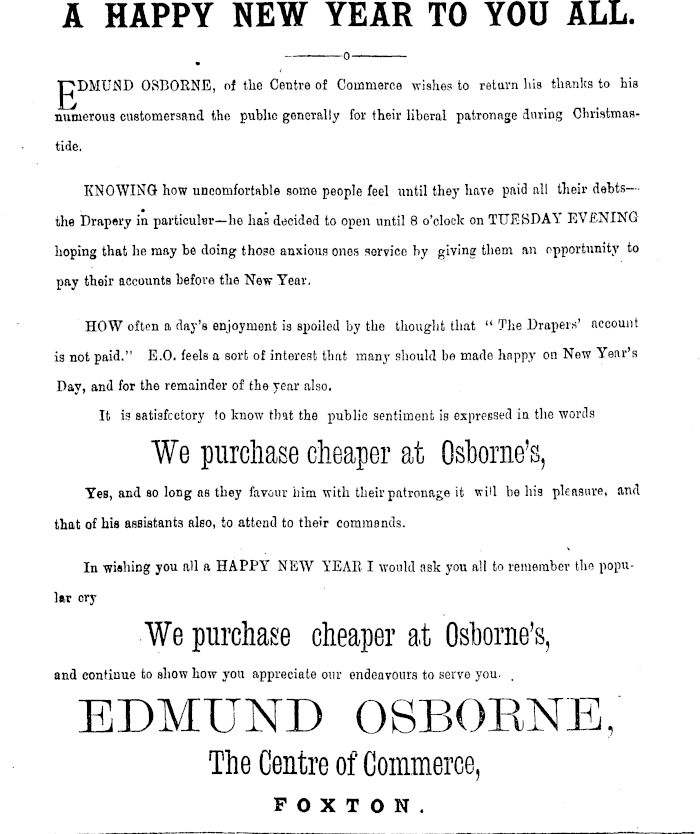 A HAPPY NEW YEAR TO YOU ALL.
EDMUND OSBORNE, of the Centre of Commerce wishes to return his thanks to his
numerous customersand the public generally for their liberal patronage during Christmas-
tide.
KNOWING how uncomfortable some people feel until they have paid all their debts—
the Drapery in particular—he has decided to open until 8 o'clock on TUESDAY EVENING
hoping that he may be doing those anxious ones service by giving them an opportunity to
pay their accounts before the New Year.
HOW often a day's enjoyment is spoiled by the thought that “ The Drapers' account
is not paid.” E.O. feels a sort of interest that many should be made happy on New Year's
Day, and for the remainder of the year also.
It is satisfectory to know that the public sentiment is expressed in the words
We purchase cheaper at Osborne's,
Yes, and so long as they favour him with their patronage it will be his pleasure, and
that of his assistants also, to attend to their commands.
In wishing you all a HAPPY NEW YEAR I would ask you all to remember the popu-
lar cry
We purchase cheaper at Osborne's,
and continue to show how you appreciate our endeavours to serve you.
EDMUND OSBORNE,
The Centre of Commerce,
FOXTON.